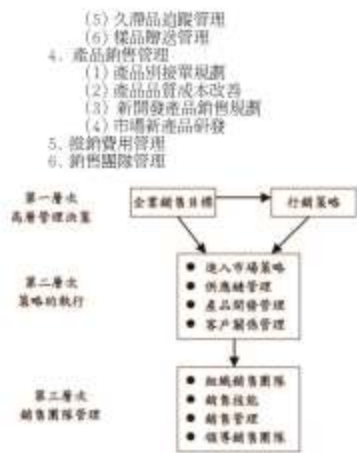 (5) 久滯品追蹤管理
(6) 樣品贈送管理
4. 產品銷售管理
(1) 產品別接單規劃
(2) 產品品質成本改善
(3) 新開發產品銷售規劃
(4) 市場新產品研發
5. 推銷費用管理
6. 銷售團隊管理
第一層次
高層管理決策
企業銷售目標
行銷策略
第二層次
策略的執行
● 進入市場策略
● 供應鏈管理
● 產品開發管理
● 客戶關係管理
第三層次
銷售團隊管理
● 組織銷售團隊
● 銷售技能
● 銷售管理
● 領導銷售團隊